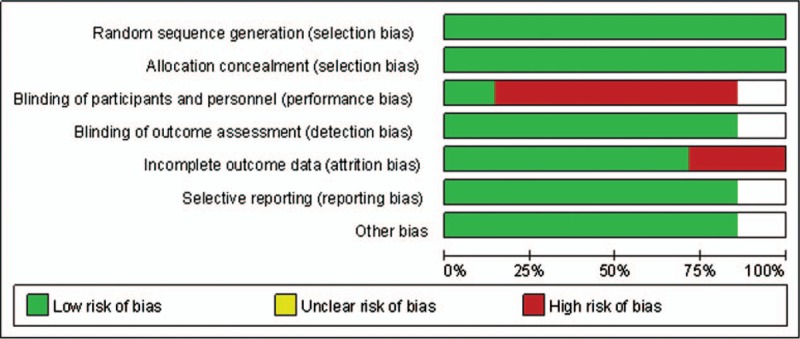 Random sequence generation (selection bias)
Allocation concealment (selection bias)
Blinding of participants and personnel (performance bias)
Blinding of outcome assessment (detection bias)
Incomplete outcome data (attrition bias)
Selective reporting (reporting bias)
Other bias
0% 25% 50% 75% 100%
Low risk of bias Unclear risk of bias High risk of bias